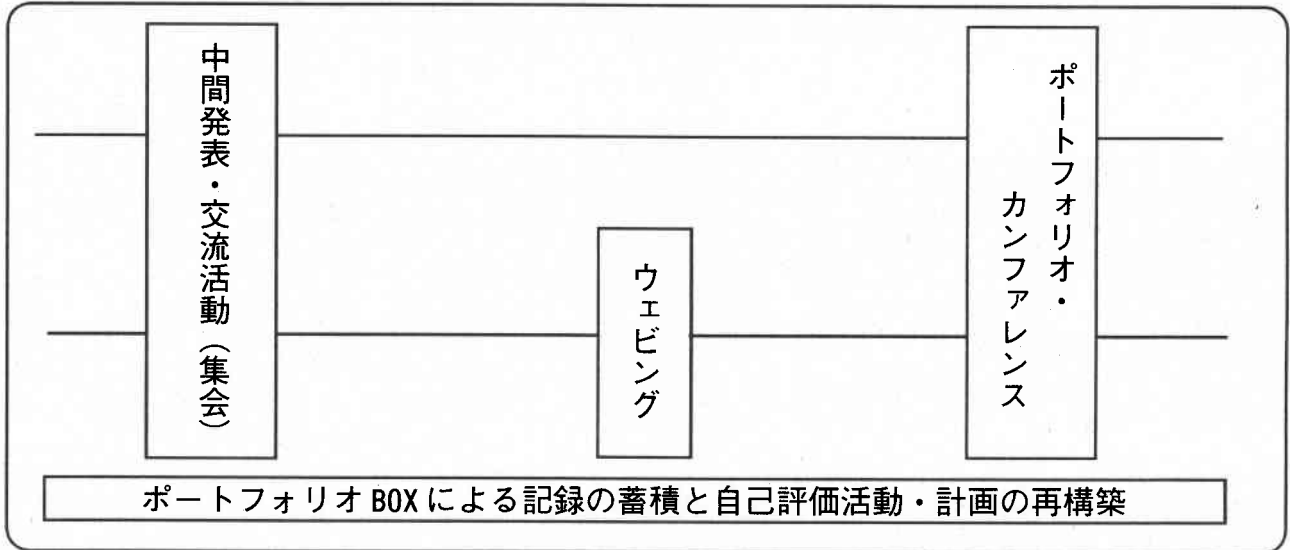 中間発表・交流活動（集会）
ウェビング
ポートフォリオ・
カンファレンス
ポートフォリオBOXによる記録の蓄積と自己評価活動・計画の再構築